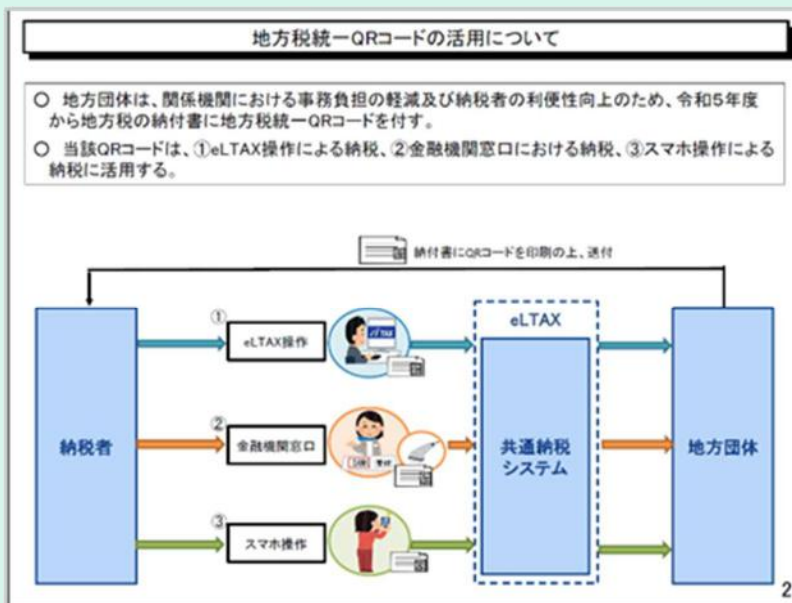 地方税統一QRコードの活用について
○ 地方団体は、関係機関における事務負担の軽減及び納税者の利便性向上のため、令和5年度
から地方税の納付書に地方税統一QRコードを付す。
○ 当該QRコードは、①eLTAX操作による納税、②金融機関窓口における納税、③スマホ操作による
納税に活用する。
納付書にQRコードを印刷の上、送付
納税者
①
eLTAX操作
②
金融機関窓口
③
スマホ操作
eLTAX
共通納税
システム
地方団体
2